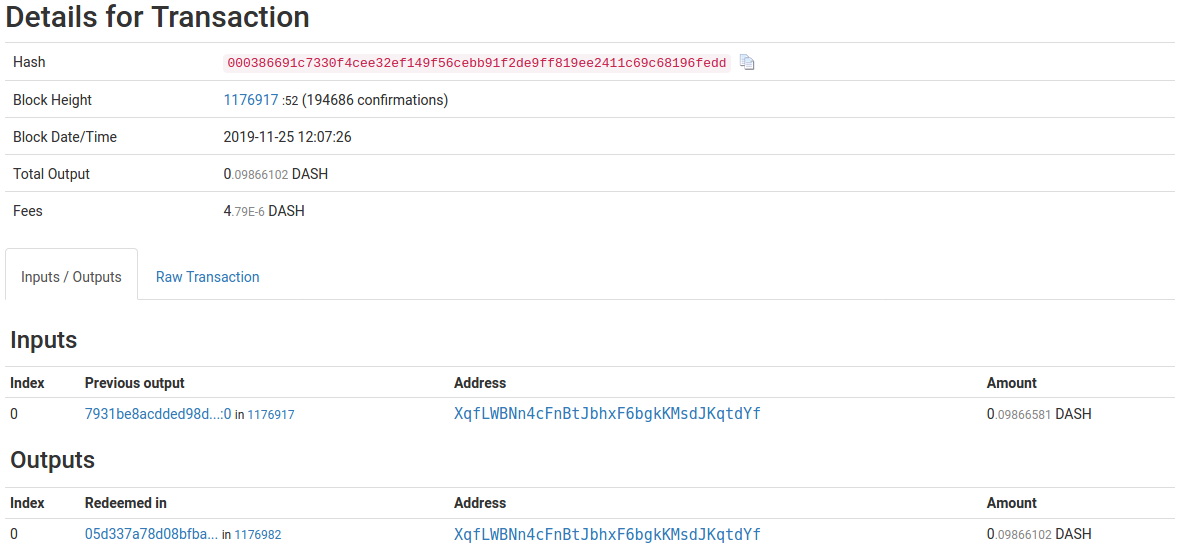 Details for Transaction
Hash 000386691c7330f4cee32ef149f56cebb91f2de9ff819ee2411c69c68196fedd
Block Height 1176917 :52 (194686 confirmations)
Block Date/Time 2019-11-25 12:07:26
Total Output 0.09866102 DASH
Fees 4.79E-6 DASH
Inputs / Outputs Raw Transaction
Inputs
Index Previous output Address Amount
0 7931be8acdded98d...:0 in 1176917 XqfLWBNn4cFnBtJbhxF6bgkKMsdJKqtdYf 0.09866581 DASH
Outputs
Index Redeemed in Address Amount
0 05d337a78d08bfba... in 1176982 XqfLWBNn4cFnBtJbhxF6bgkKMsdJKqtdYf 0.09866102 DASH